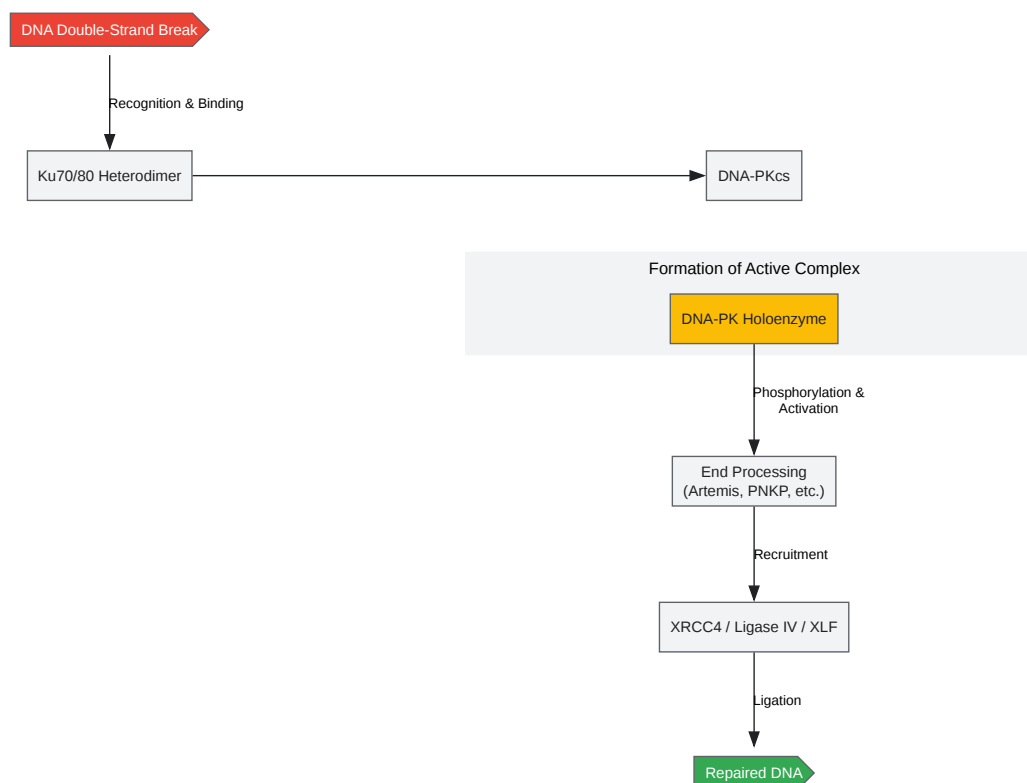 DNA Double-Strand Break
Recognition & Binding
Ku70/80 Heterodimer
DNA-PKcs
Formation of Active Complex
DNA-PK Holoenzyme
Phosphorylation &
Activation
End Processing
(Artemis, PNKP, etc.)
Recruitment
XRCC4 / Ligase IV / XLF
Ligation
Repaired DNA